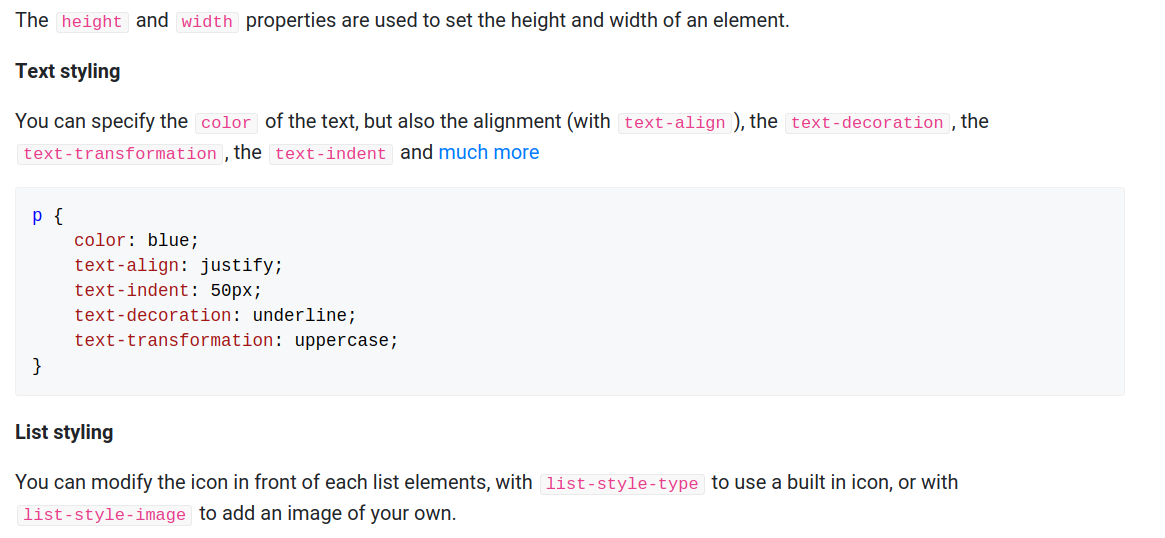 The height and width properties are used to set the height and width of an element.
Text styling
You can specify the color of the text, but also the alignment (with text-align), the text-decoration, the
text-transformation, the text-indent and much more
p {
    color: blue;
    text-align: justify;
    text-indent: 50px;
    text-decoration: underline;
    text-transformation: uppercase;
}
List styling
You can modify the icon in front of each list elements, with list-style-type to use a built in icon, or with
list-style-image to add an image of your own.